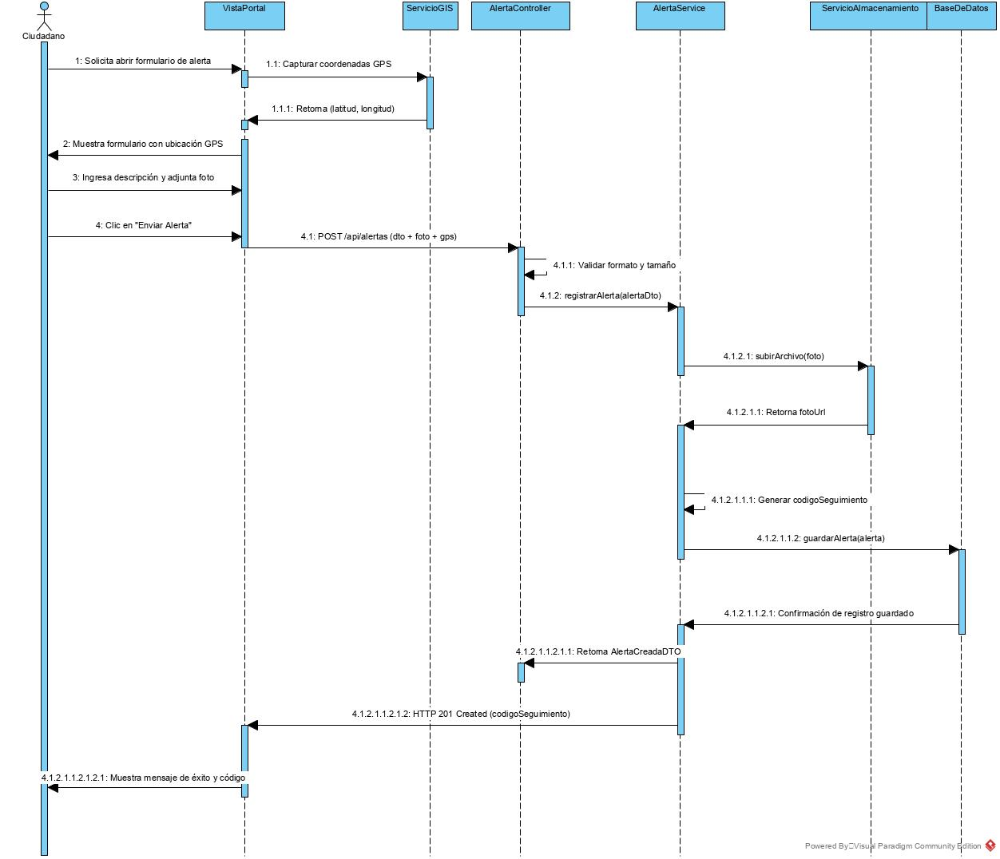 Ciudadano
VistaPortal
ServicioGIS
AlertaController
AlertaService
ServicioAlmacenamiento
BaseDeDatos
1: Solicita abrir formulario de alerta
1.1: Capturar coordenadas GPS
1.1.1: Retorna (latitud, longitud)
2: Muestra formulario con ubicación GPS
3: Ingresa descripción y adjunta foto
4: Clic en "Enviar Alerta"
4.1: POST /api/alertas (dto + foto + gps)
4.1.1: Validar formato y tamaño
4.1.2: registrarAlerta(alertaDto)
4.1.2.1: subirArchivo(foto)
4.1.2.1.1: Retorna fotoUrl
4.1.2.1.1.1: Generar codigoSeguimiento
4.1.2.1.1.2: guardarAlerta(alerta)
4.1.2.1.1.2.1: Confirmación de registro guardado
4.1.2.1.1.2.1.1: Retorna AlertaCreadaDTO
4.1.2.1.1.2.1.2: HTTP 201 Created (codigoSeguimiento)
4.1.2.1.1.2.1.2.1: Muestra mensaje de éxito y código
Powered By Visual Paradigm Community Edition